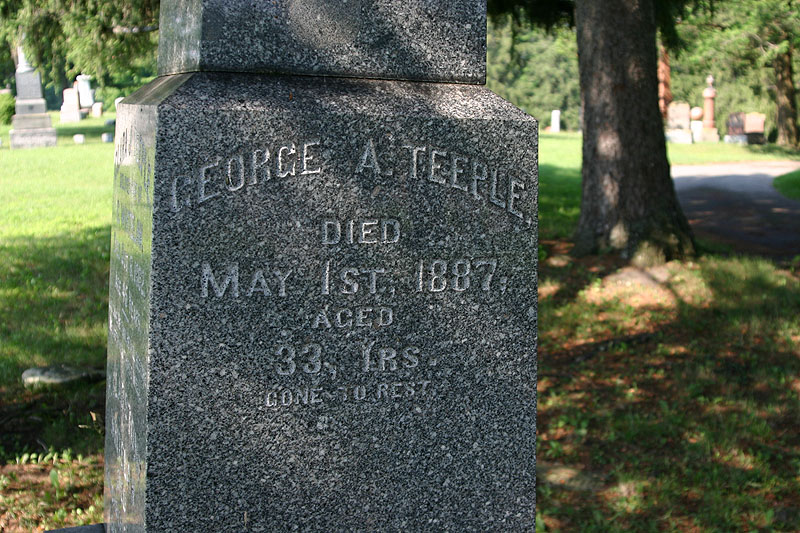 GEORGE A. TEEPLE,
DIED
MAY 1ST, 1887,
AGED
33, YRS.
GONE TO REST.